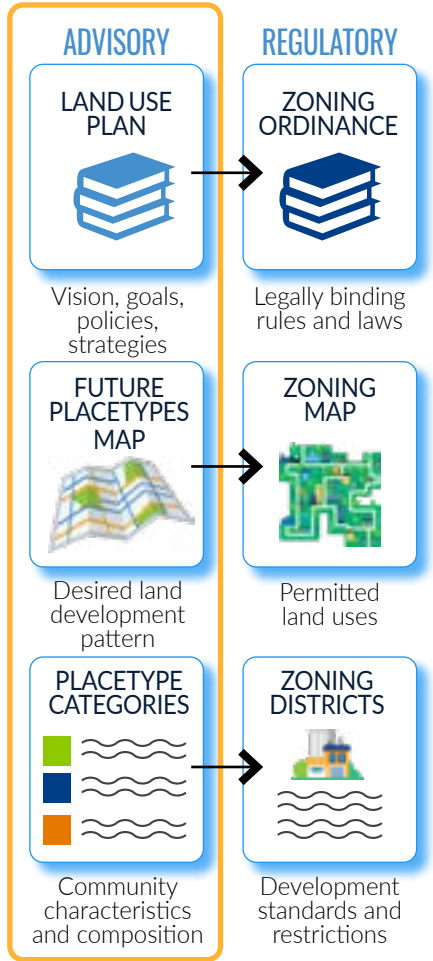 ADVISORY
REGULATORY
LAND USE
PLAN
ZONING
ORDINANCE
Vision, goals,
policies,
strategies
Legally binding
rules and laws
FUTURE
PLACETYPES
MAP
ZONING
MAP
Desired land
development
pattern
Permitted
land uses
PLACETYPE
CATEGORIES
ZONING
DISTRICTS
Community
characteristics
and composition
Development
standards and
restrictions